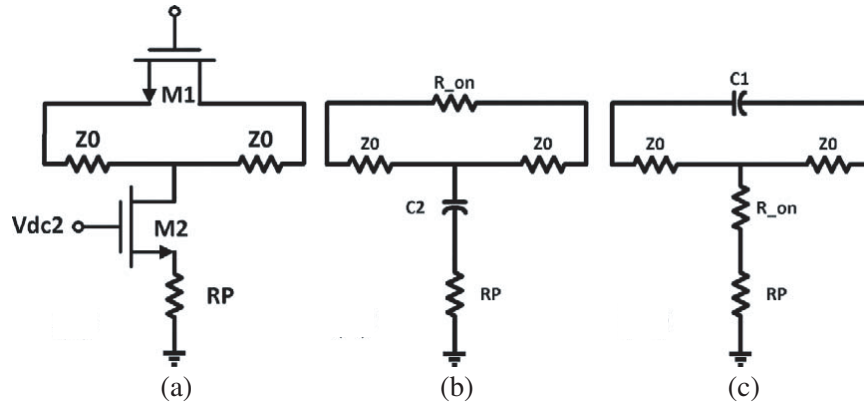 M1
Z0 Z0
Vdc2 M2
RP
(a)
R_on
Z0 Z0
C2
RP
(b)
C1
Z0 Z0
R_on
RP
(c)